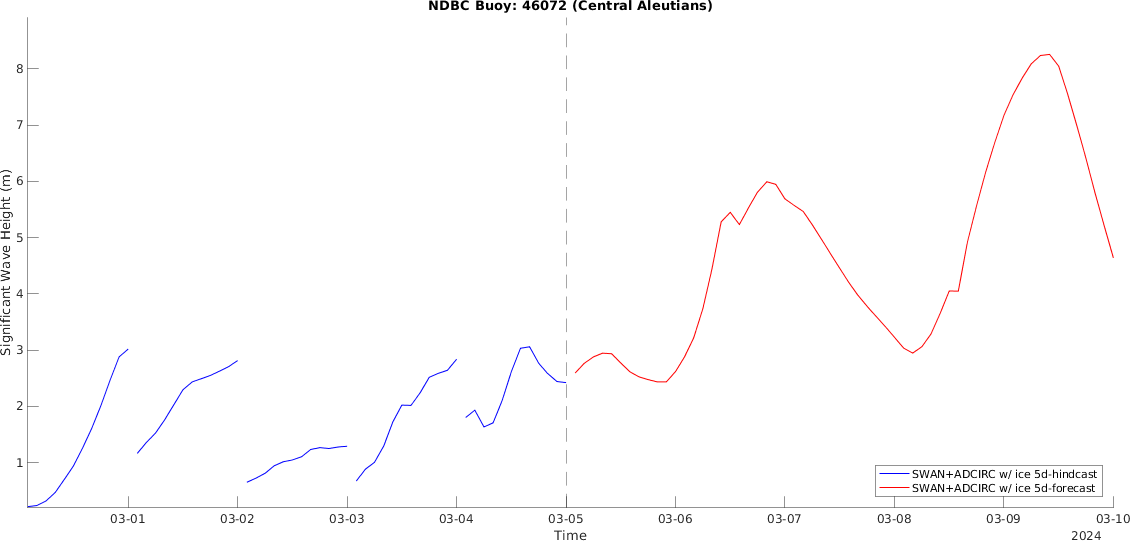 NDBC Buoy: 46072 (Central Aleutians)
8
7
6
5
4
3
2
1
Significant Wave Height (m)
SWAN+ADCIRC w/ ice 5d-hindcast
SWAN+ADCIRC w/ ice 5d-forecast
03-01 03-02 03-03 03-04 03-05 03-06 03-07 03-08 03-09 03-10
Time
2024